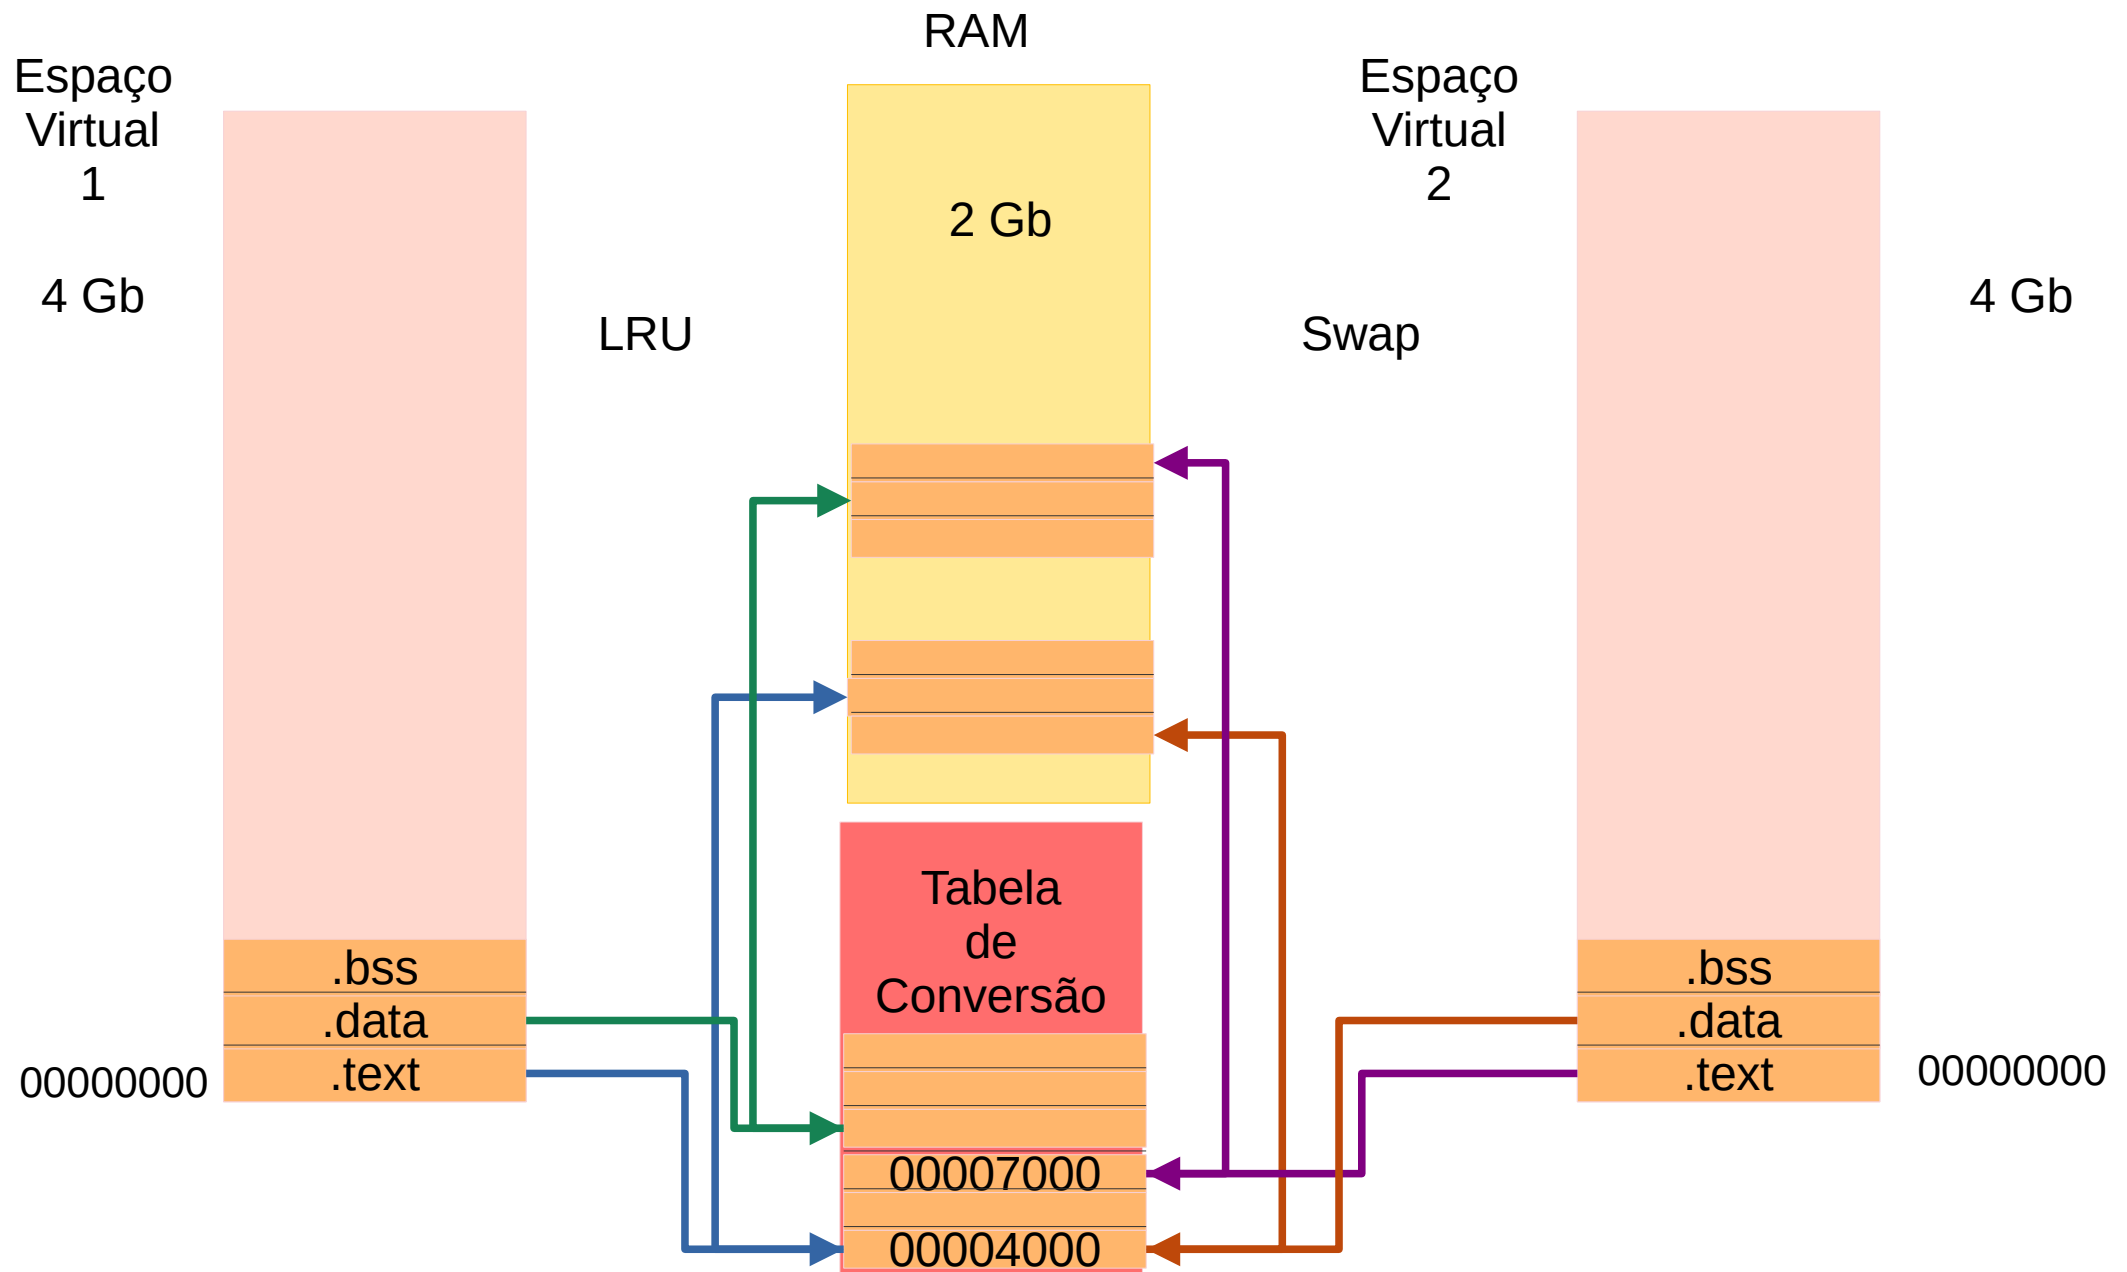 RAM
Espaço
Virtual
1
Espaço
Virtual
2
2 Gb
4 Gb
4 Gb
LRU
Swap
Tabela
de
Conversão
.bss
.data
.text
00000000
.bss
.data
.text
00000000
00007000
00004000